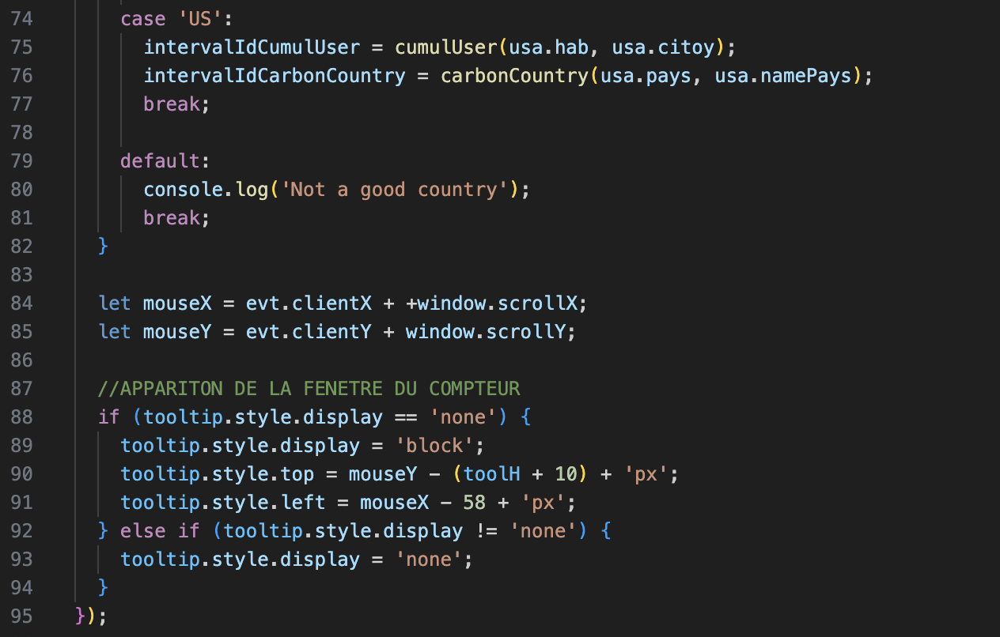 74 case 'US':
75 intervalIdCumulUser = cumulUser(usa.hab, usa.citoy);
76 intervalIdCarbonCountry = carbonCountry(usa.pays, usa.namePays);
77 break;
78
79 default:
80 console.log('Not a good country');
81 break;
82 }
83
84 let mouseX = evt.clientX + +window.scrollX;
85 let mouseY = evt.clientY + window.scrollY;
86
87 //APPARITON DE LA FENETRE DU COMPTEUR
88 if (tooltip.style.display == 'none') {
89 tooltip.style.display = 'block';
90 tooltip.style.top = mouseY - (toolH + 10) + 'px';
91 tooltip.style.left = mouseX - 58 + 'px';
92 } else if (tooltip.style.display != 'none') {
93 tooltip.style.display = 'none';
94 }
95 });